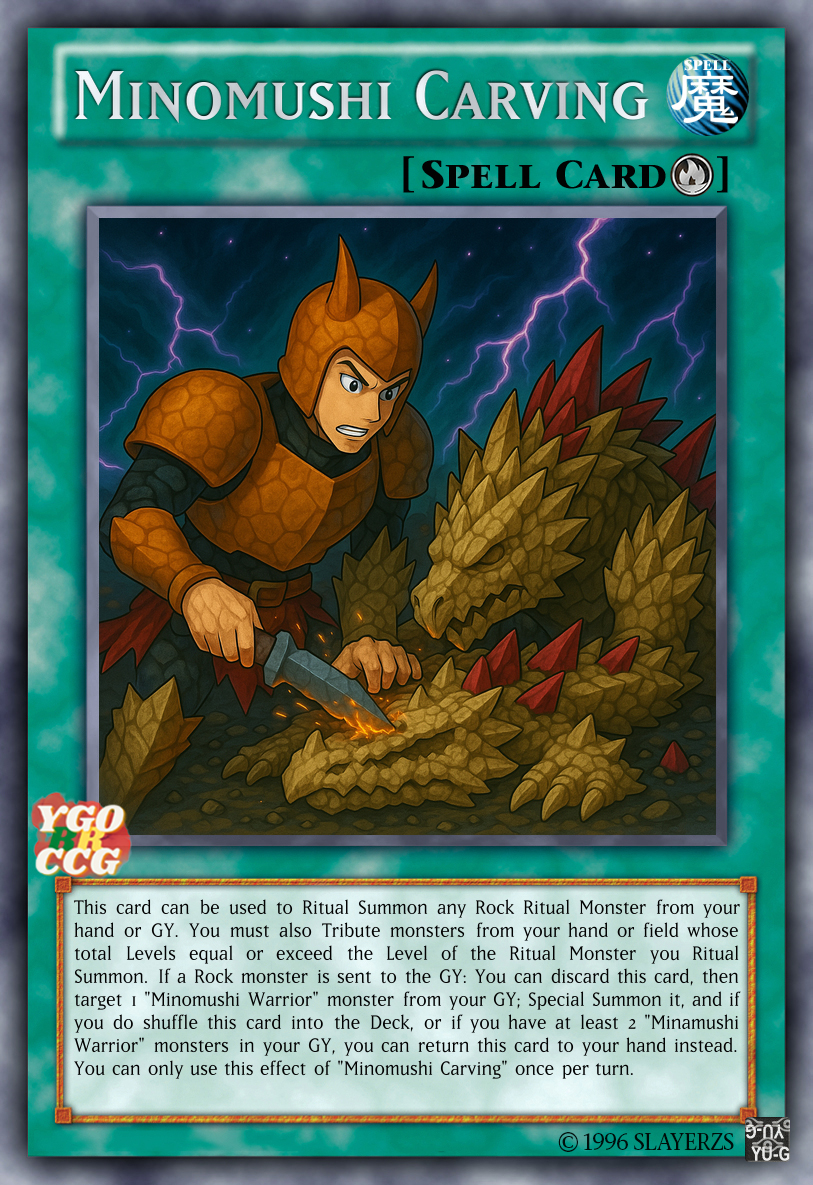 MINOMUSHI CARVING
SPELL
魔
[SPELL CARD]
YGO
RR
CCG
This card can be used to Ritual Summon any Rock Ritual Monster from your
hand or GY. You must also Tribute monsters from your hand or field whose
total Levels equal or exceed the Level of the Ritual Monster you Ritual
Summon. If a Rock monster is sent to the GY: You can discard this card, then
target 1 "Minomushi Warrior" monster from your GY; Special Summon it, and if
you do shuffle this card into the Deck, or if you have at least 2 "Minamushi
Warrior" monsters in your GY, you can return this card to your hand instead.
You can only use this effect of "Minomushi Carving" once per turn.
© 1996 SLAYERZS
YU-G